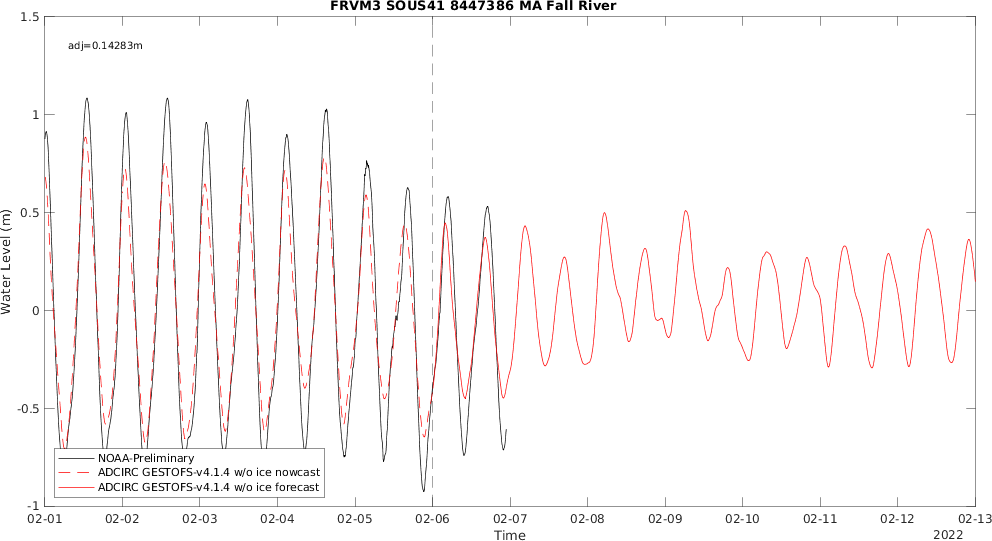 FRVM3 SOUS41 8447386 MA Fall River
adj=0.14283m
Water Level (m)
1.5
1
0.5
0
-0.5
-1
NOAA-Preliminary
ADCIRC GESTOFS-v4.1.4 w/o ice nowcast
ADCIRC GESTOFS-v4.1.4 w/o ice forecast
02-01 02-02 02-03 02-04 02-05 02-06 02-07 02-08 02-09 02-10 02-11 02-12 02-13
Time
2022